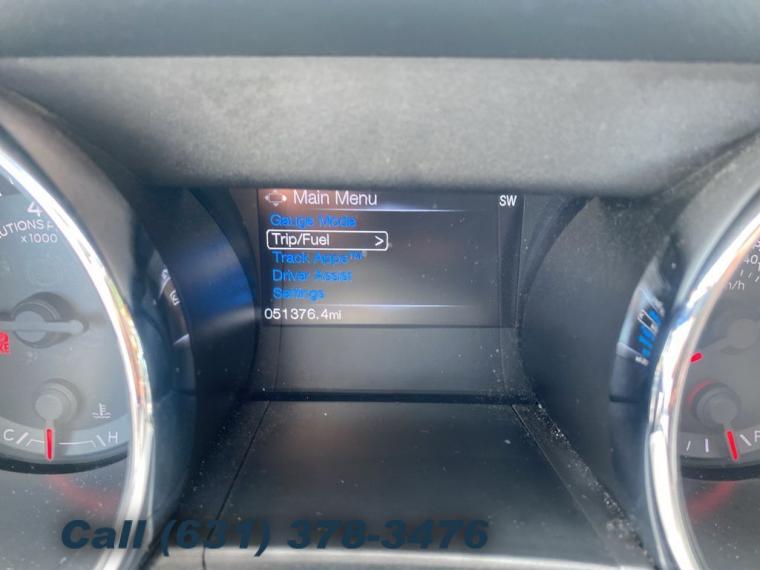 Main Menu
SW
Gauge Mode
Trip/Fuel >
Track Apps™
Driver Assist
Settings
051376.4mi
4
x1000
C H
F
Call (631) 378-3476